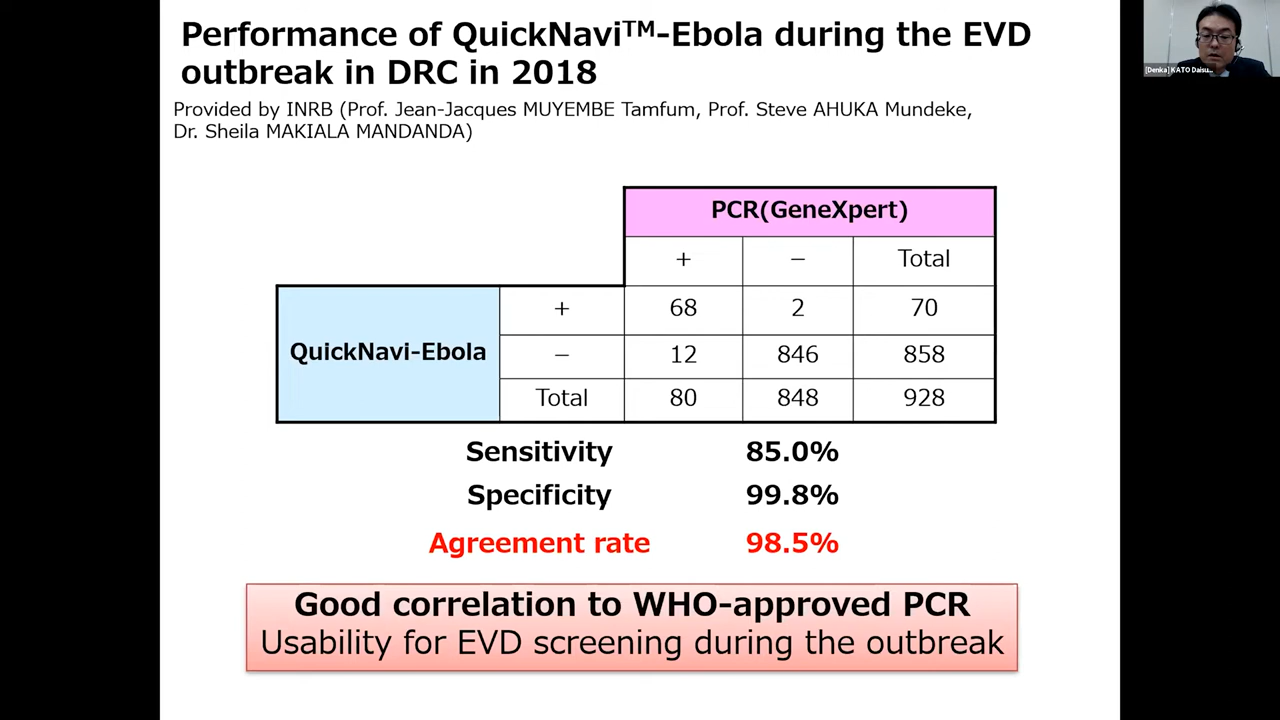 Performance of QuickNavi™-Ebola during the EVD
outbreak in DRC in 2018
Provided by INRB (Prof. Jean-Jacques MUYEMBE Tamfum, Prof. Steve AHUKA Mundeke,
Dr. Sheila MAKIALA MANDANDA)
[Denka] KATO Daisu...
PCR(GeneXpert)
+ − Total
+ 68 2 70
QuickNavi-Ebola − 12 846 858
Total 80 848 928
Sensitivity 85.0%
Specificity 99.8%
Agreement rate 98.5%
Good correlation to WHO-approved PCR
Usability for EVD screening during the outbreak